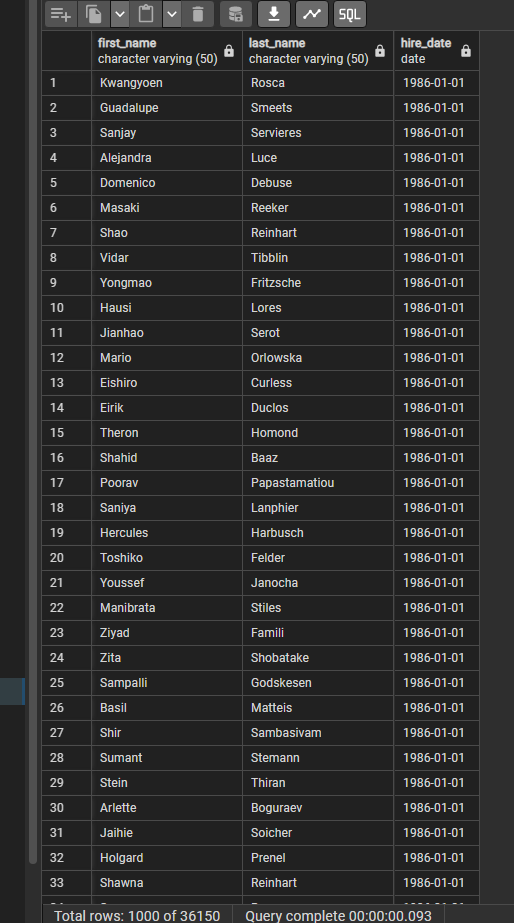 SQL
first_name last_name hire_date
character varying (50) character varying (50) date
1 Kwangyoen Rosca 1986-01-01
2 Guadalupe Smeets 1986-01-01
3 Sanjay Servieres 1986-01-01
4 Alejandra Luce 1986-01-01
5 Domenico Debuse 1986-01-01
6 Masaki Reeker 1986-01-01
7 Shao Reinhart 1986-01-01
8 Vidar Tibblin 1986-01-01
9 Yongmao Fritzsche 1986-01-01
10 Hausi Lores 1986-01-01
11 Jianhao Serot 1986-01-01
12 Mario Orlowska 1986-01-01
13 Eishiro Curless 1986-01-01
14 Eirik Duclos 1986-01-01
15 Theron Homond 1986-01-01
16 Shahid Baaz 1986-01-01
17 Poorav Papastamatiou 1986-01-01
18 Saniya Lanphier 1986-01-01
19 Hercules Harbusch 1986-01-01
20 Toshiko Felder 1986-01-01
21 Youssef Janocha 1986-01-01
22 Manibrata Stiles 1986-01-01
23 Ziyad Famili 1986-01-01
24 Zita Shobatake 1986-01-01
25 Sampalli Godskesen 1986-01-01
26 Basil Matteis 1986-01-01
27 Shir Sambasivam 1986-01-01
28 Sumant Stemann 1986-01-01
29 Stein Thiran 1986-01-01
30 Arlette Boguraev 1986-01-01
31 Jaihie Soicher 1986-01-01
32 Holgard Prenel 1986-01-01
33 Shawna Reinhart 1986-01-01
Total rows: 1000 of 36150 Query complete 00:00:00.093